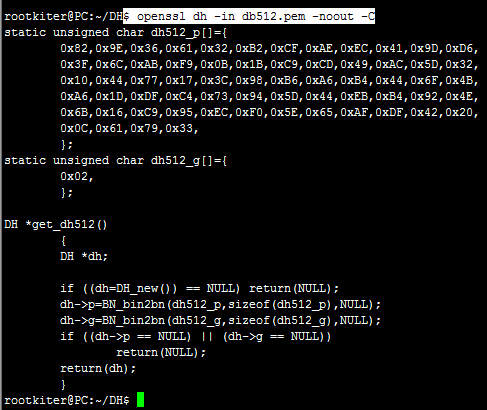 rootkiter@PC:~/DH$ openssl dh -in db512.pem -noout -C
static unsigned char dh512_p[]={
        0x82,0x9E,0x36,0x61,0x32,0xB2,0xCF,0xAE,0xEC,0x41,0x9D,0xD6,
        0x3F,0x6C,0xAB,0xF9,0x0B,0x1B,0xC9,0xCD,0x49,0xAC,0x5D,0x32,
        0x10,0x44,0x77,0x17,0x3C,0x98,0xB6,0xA6,0xB4,0x44,0x6F,0x4B,
        0xA6,0x1D,0xDF,0xC4,0x73,0x94,0x5D,0x44,0xEB,0xB4,0x92,0x4E,
        0x6B,0x16,0xC9,0x95,0xEC,0xF0,0x5E,0x65,0xAF,0xDF,0x42,0x20,
        0x0C,0x61,0x79,0x33,
        };
static unsigned char dh512_g[]={
        0x02,
        };
DH *get_dh512()
        {
        DH *dh;
        if ((dh=DH_new()) == NULL) return(NULL);
        dh->p=BN_bin2bn(dh512_p,sizeof(dh512_p),NULL);
        dh->g=BN_bin2bn(dh512_g,sizeof(dh512_g),NULL);
        if ((dh->p == NULL) || (dh->g == NULL))
                return(NULL);
        return(dh);
        }
rootkiter@PC:~/DH$